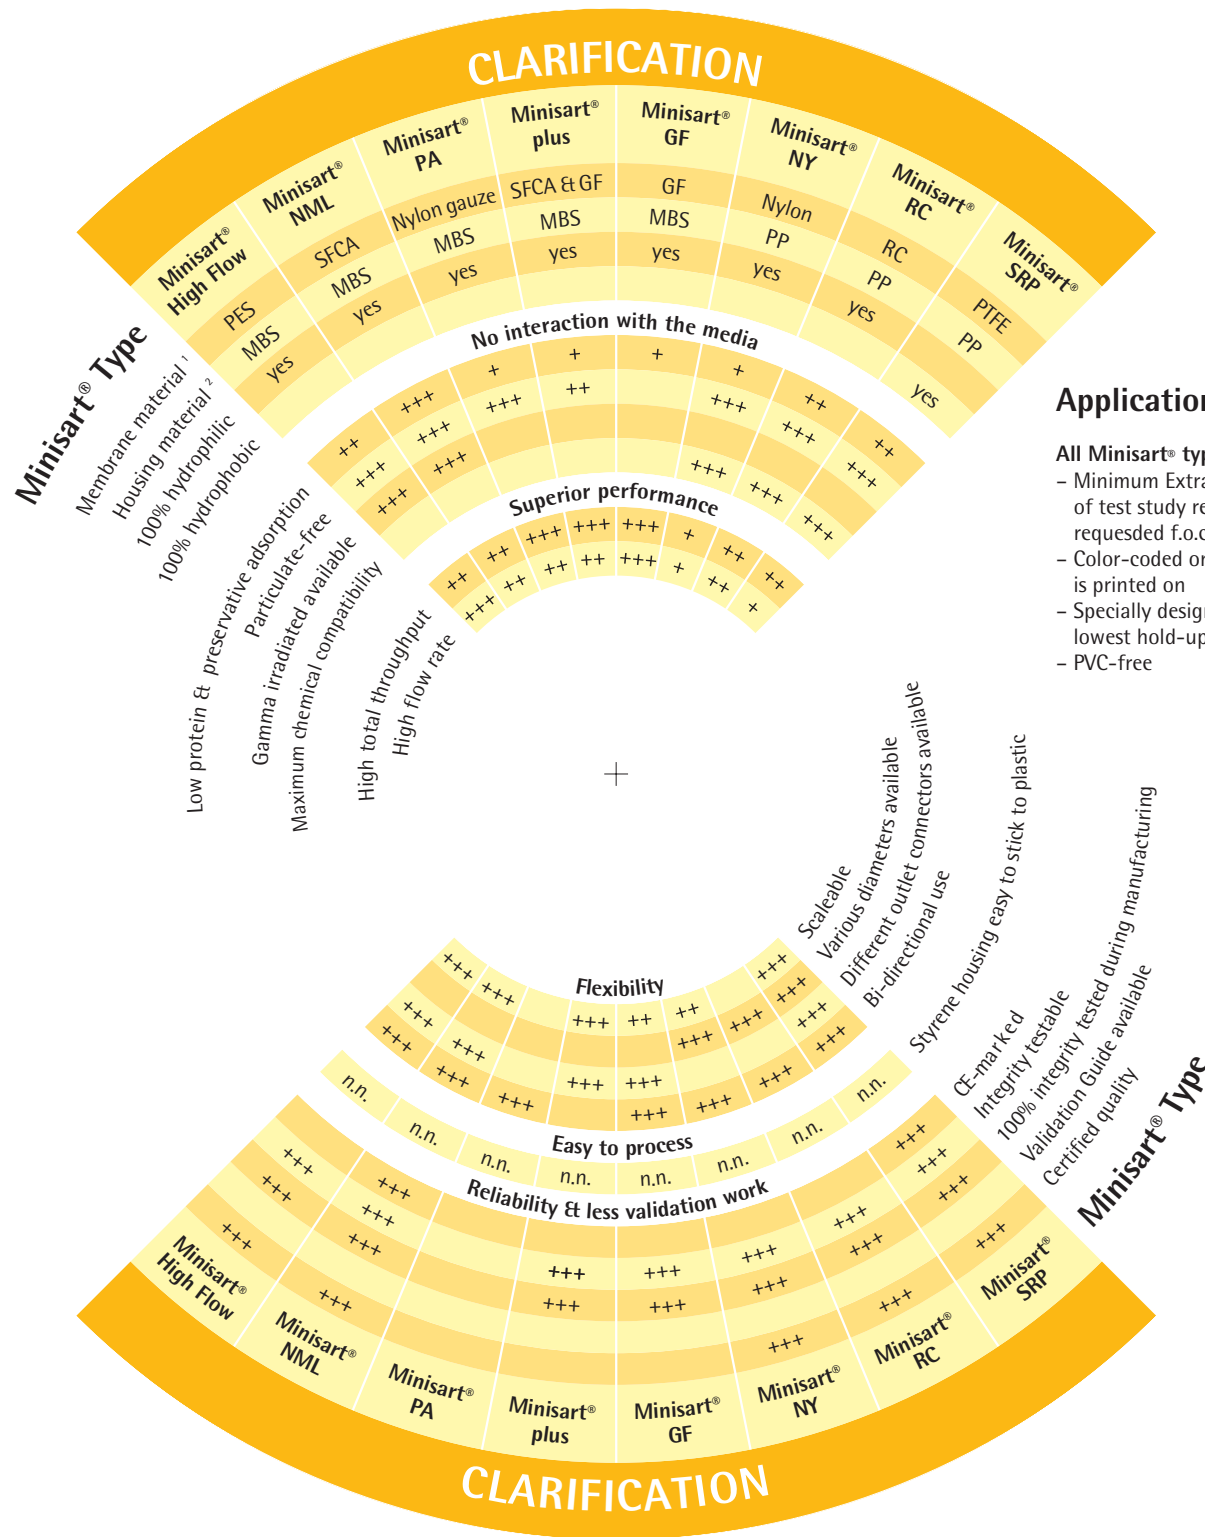 CLARIFICATION
Minisart® High Flow
Minisart® NML
Minisart® PA
Minisart® plus
Minisart® GF
Minisart® NY
Minisart® RC
Minisart® SRP
Minisart® Type
Membrane material ¹
PES
SFCA
Nylon gauze
SFCA & GF
GF
Nylon
RC
PTFE
Housing material ²
MBS
MBS
MBS
MBS
MBS
PP
PP
PP
100% hydrophilic
yes
yes
yes
yes
yes
yes
yes
100% hydrophobic
yes
No interaction with the media
Low protein & preservative adsorption
++
+++
+
+
+
+
++
++
Particulate-free
+++
+++
+++
++
+++
+++
+++
Gamma irradiated available
+++
+++
Maximum chemical compatibility
+++
+++
+++
Superior performance
High total throughput
++
++
+++
+++
+++
+
++
++
High flow rate
+++
++
++
++
+++
+
++
+
Application
All Minisart® typ
– Minimum Extra
of test study re
requesded f.o.c
– Color-coded or
is printed on
– Specially design
lowest hold-up
– PVC-free
Flexibility
Scaleable
+++
+++
+++
++
++
+++
Various diameters available
+++
+++
+++
Different outlet connectors available
+++
+++
+++
+++
+++
Bi-directional use
+++
+++
+++
+++
+++
+++
+++
Easy to process
Styrene housing easy to stick to plastic
n.n.
n.n.
n.n.
n.n.
n.n.
n.n.
n.n.
n.n.
Reliability & less validation work
CE-marked
+++
+++
Integrity testable
+++
+++
+++
+++
+++
+++
+++
100% integrity tested during manufacturing
+++
+++
+++
+++
+++
+++
+++
Validation Guide available
Certified quality
+++
+++
+++
+++
+++
Minisart® Type
Minisart® High Flow
Minisart® NML
Minisart® PA
Minisart® plus
Minisart® GF
Minisart® NY
Minisart® RC
Minisart® SRP
CLARIFICATION